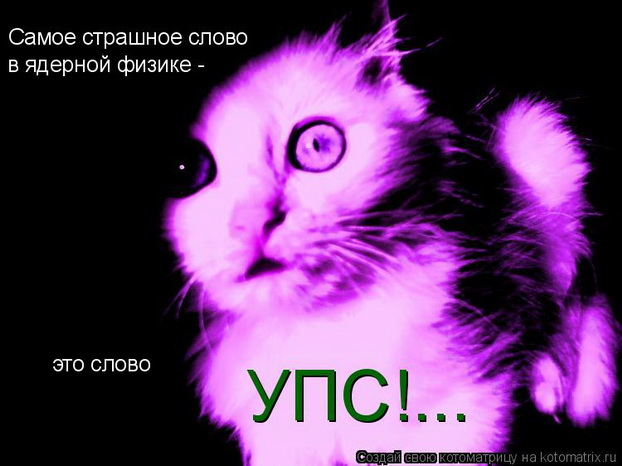 Самое страшное слово
в ядерной физике -
это слово
УПС!...
Создай свою котоматрицу на kotomatrix.ru